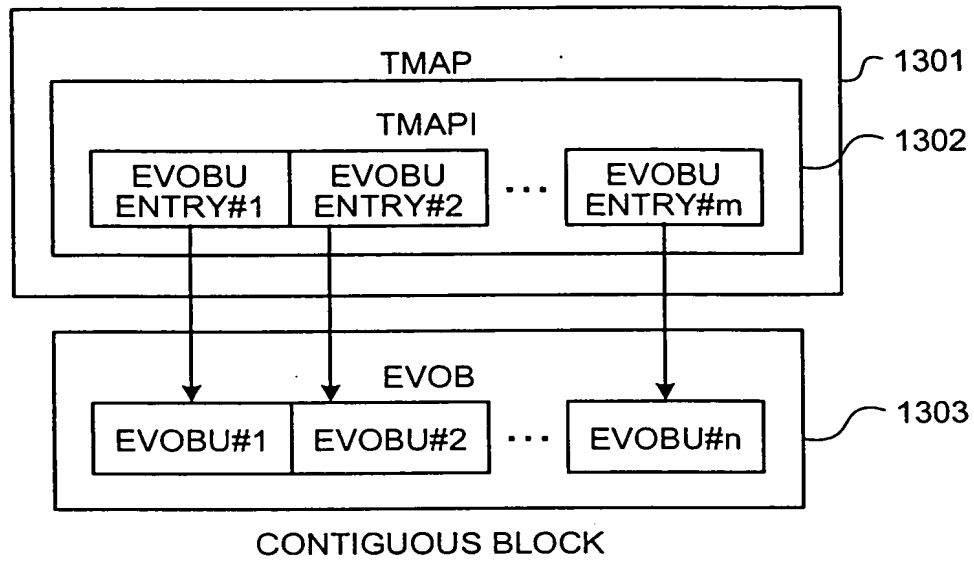 TMAP
1301
TMAPI
1302
EVOBU ENTRY#1
EVOBU ENTRY#2
...
EVOBU ENTRY#m
EVOB
EVOBU#1
EVOBU#2
...
EVOBU#n
1303
CONTIGUOUS BLOCK